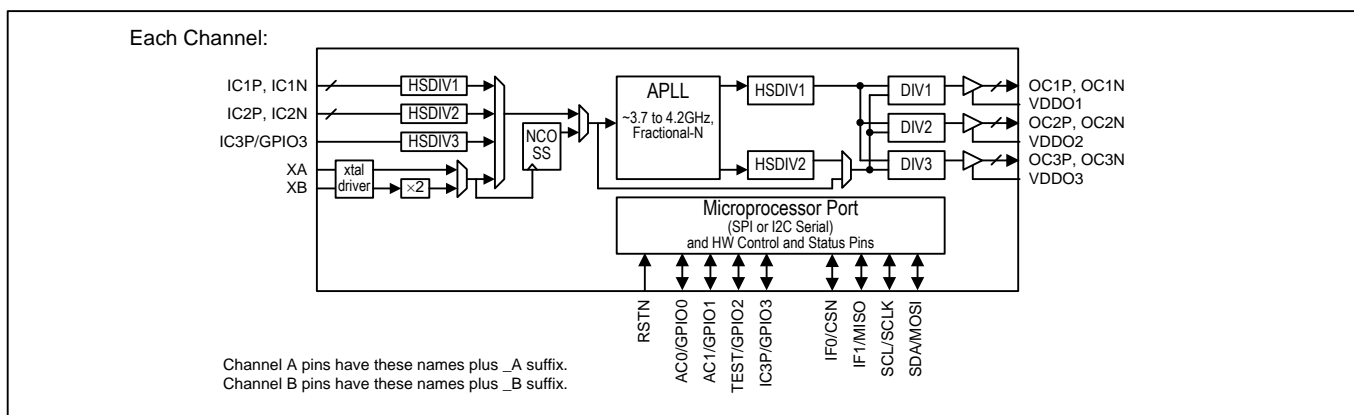 Each Channel:
IC1P, IC1N
IC2P, IC2N
IC3P/GPIO3
XA
XB
HSDIV1
HSDIV2
HSDIV3
xtal
driver
×2
NCO
SS
APLL
~3.7 to 4.2GHz,
Fractional-N
HSDIV1
HSDIV2
DIV1
DIV2
DIV3
OC1P, OC1N
VDDO1
OC2P, OC2N
VDDO2
OC3P, OC3N
VDDO3
Microprocessor Port
(SPI or I2C Serial)
and HW Control and Status Pins
RSTN
AC0/GPIO0
AC1/GPIO1
TEST/GPIO2
IC3P/GPIO3
IF0/CSN
IF1/MISO
SCL/SCLK
SDA/MOSI
Channel A pins have these names plus _A suffix.
Channel B pins have these names plus _B suffix.